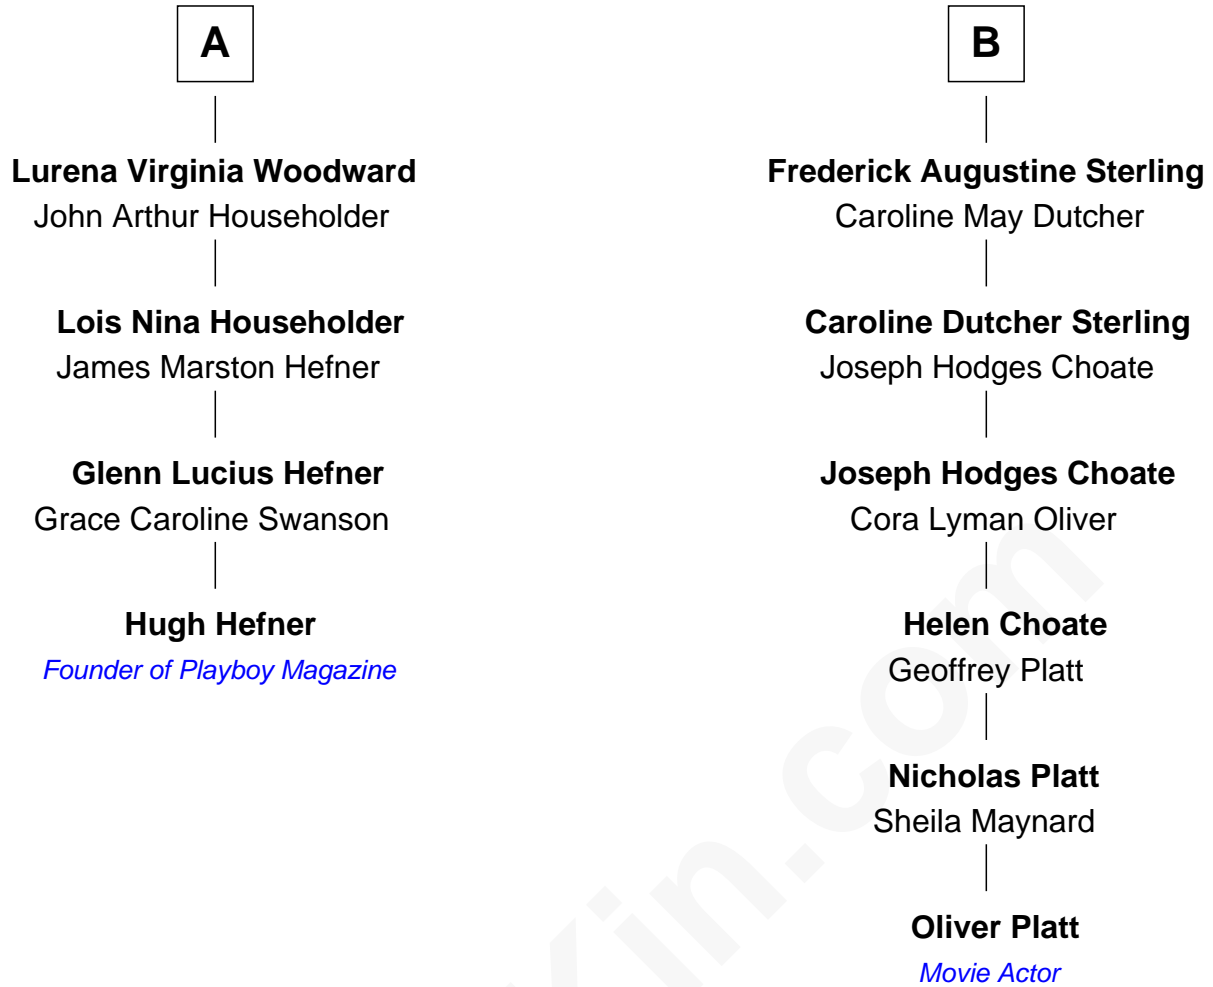 A
Lurena Virginia Woodward
John Arthur Householder
Lois Nina Householder
James Marston Hefner
Glenn Lucius Hefner
Grace Caroline Swanson
Hugh Hefner
Founder of Playboy Magazine
B
Frederick Augustine Sterling
Caroline May Dutcher
Caroline Dutcher Sterling
Joseph Hodges Choate
Joseph Hodges Choate
Cora Lyman Oliver
Helen Choate
Geoffrey Platt
Nicholas Platt
Sheila Maynard
Oliver Platt
Movie Actor
Kin.com